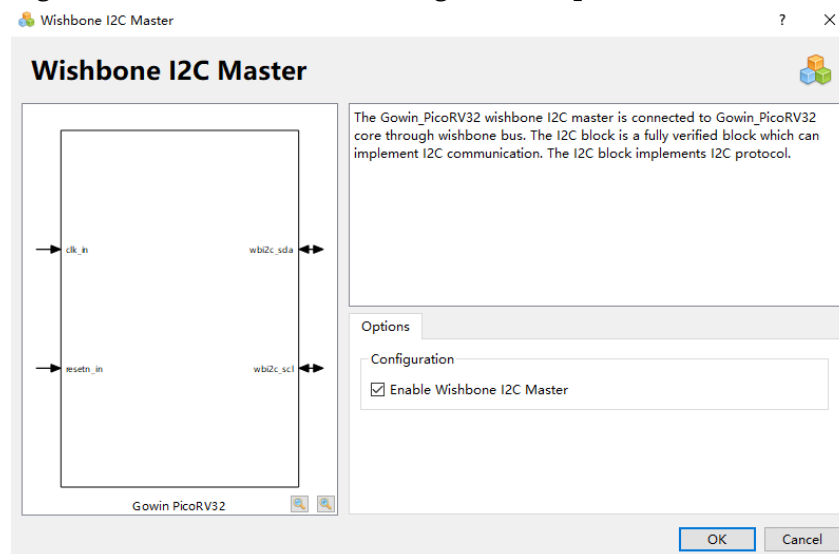 Wishbone I2C Master
?
Wishbone I2C Master
The Gowin_PicoRV32 wishbone I2C master is connected to Gowin_PicoRV32
core through wishbone bus. The I2C block is a fully verified block which can
implement I2C communication. The I2C block implements I2C protocol.
clk_in
wbi2c_sda
resetn_in
wbi2c_scl
Gowin PicoRV32
Options
Configuration
Enable Wishbone I2C Master
OK
Cancel